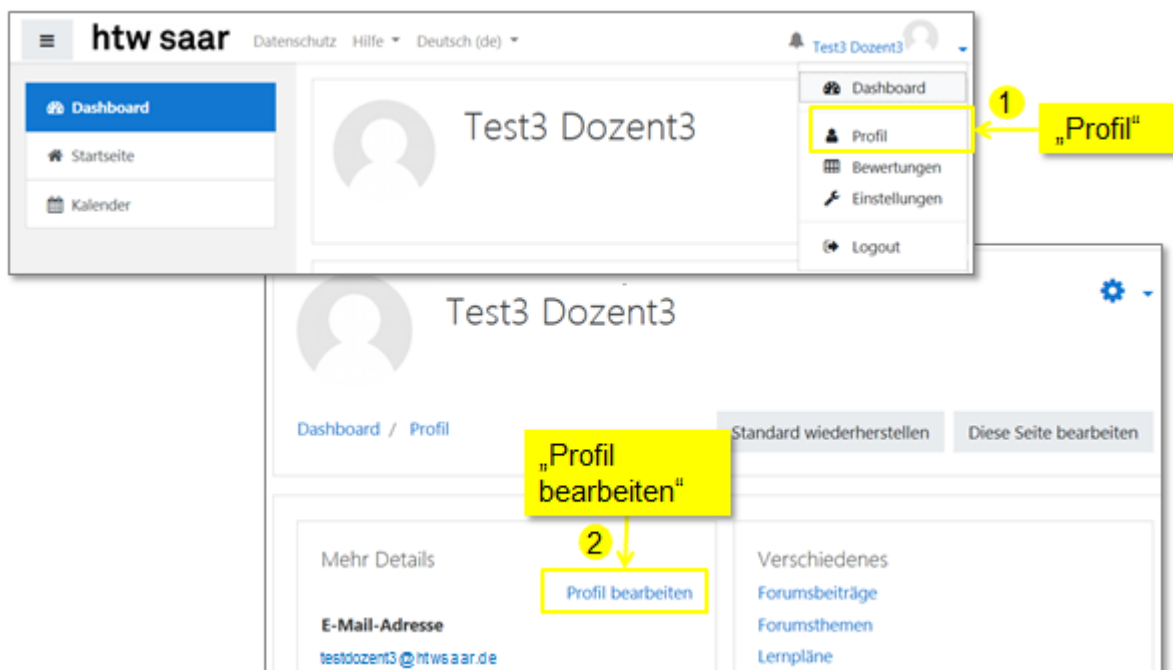 htw saar Datenschutz Hilfe Deutsch (de) Test3 Dozent3
Dashboard
Startseite
Kalender
Test3 Dozent3
Dashboard
Profil
Bewertungen
Einstellungen
Logout
1
„Profil“
Test3 Dozent3
Dashboard / Profil
Standard wiederherstellen Diese Seite bearbeiten
„Profil
bearbeiten“
2
Mehr Details
Profil bearbeiten
E-Mail-Adresse
testdozent3@htwsaar.de
Verschiedenes
Forumsbeiträge
Forumsthemen
Lernpläne